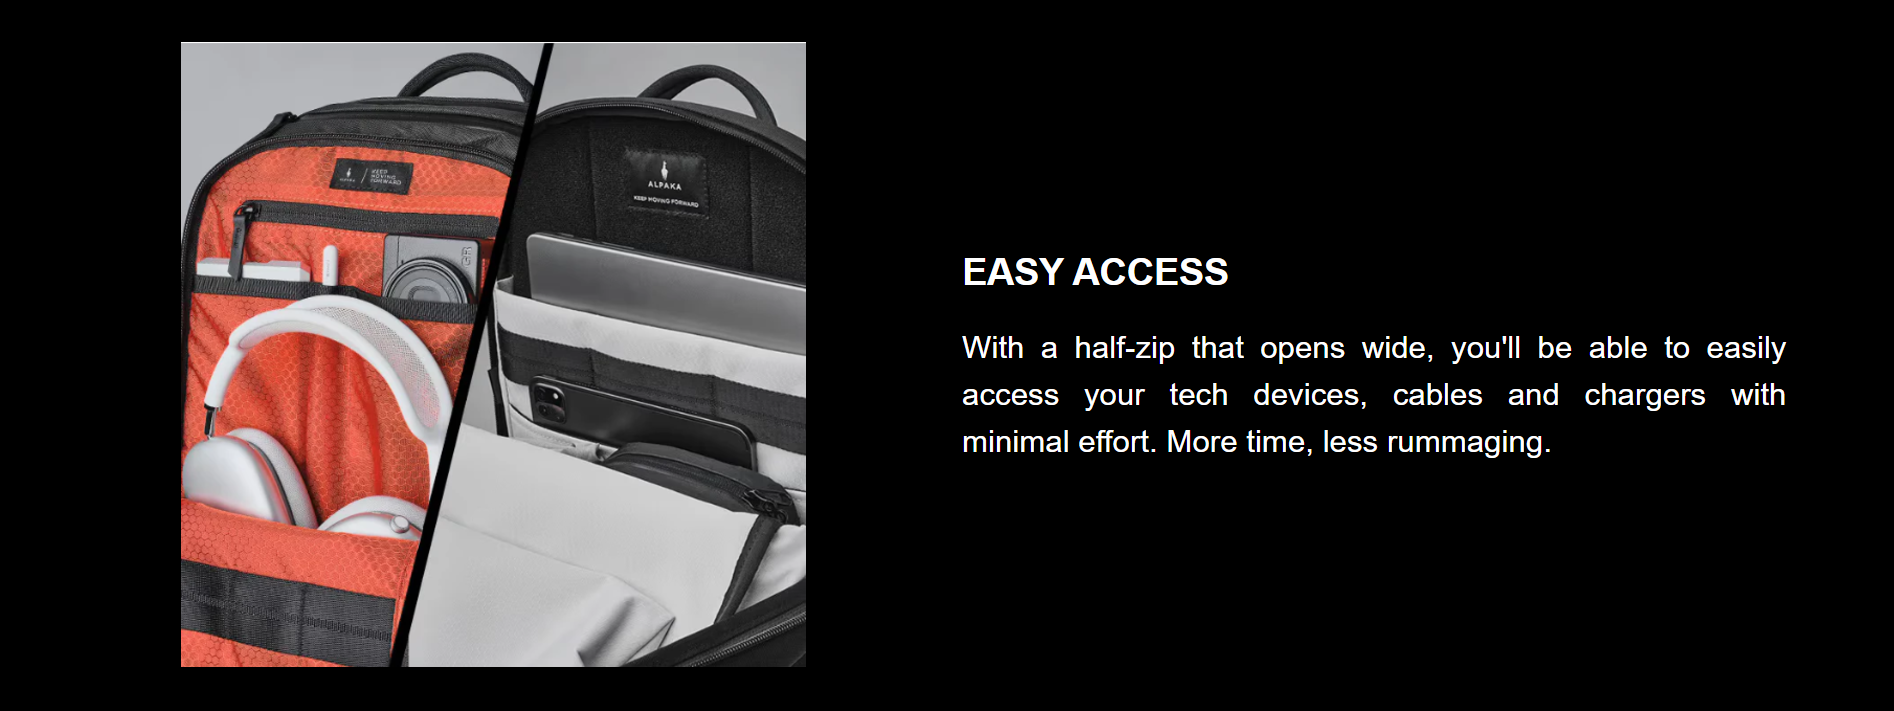 KEEP
MOVING
FORWARD
ALPAKA
KEEP MOVING FORWARD
GR
EASY ACCESS
With a half-zip that opens wide, you'll be able to easily
access your tech devices, cables and chargers with
minimal effort. More time, less rummaging.